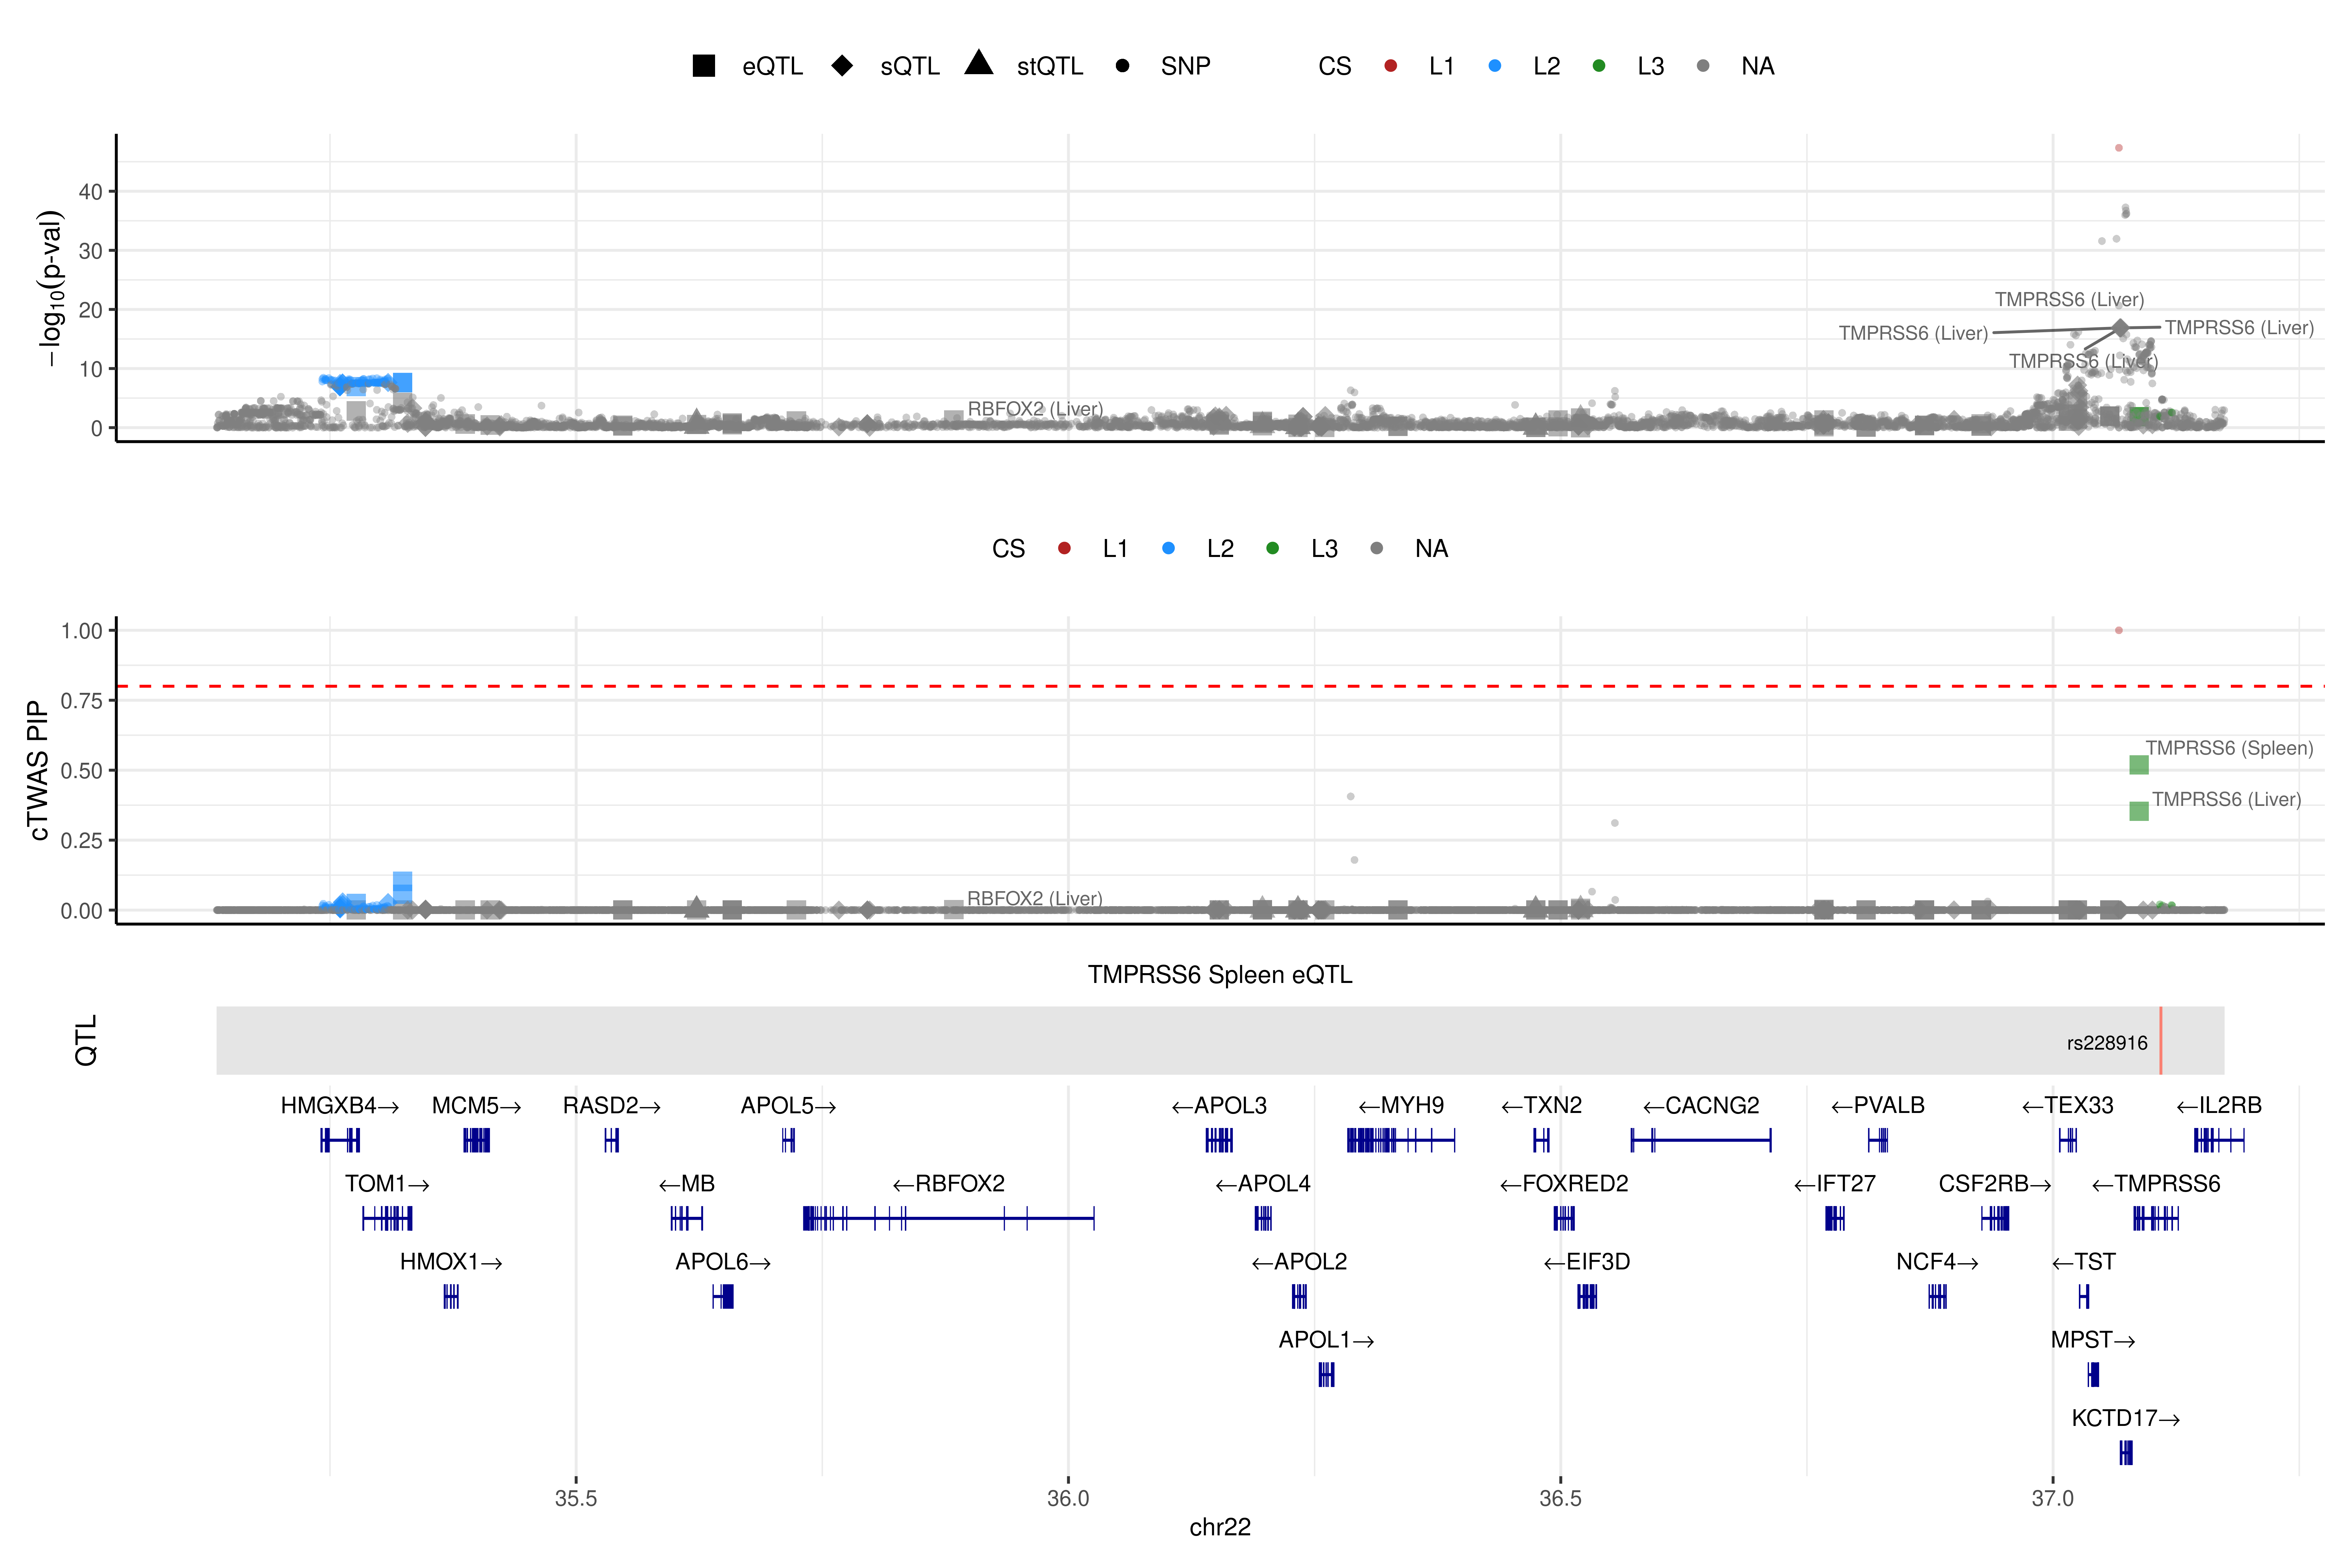 eQTL sQTL stQTL SNP CS L1 L2 L3 NA
−log10(p-val)
40
30
20
10
0
TMPRSS6 (Liver)
TMPRSS6 (Liver)
TMPRSS6 (Liver)
TMPRSS6 (Liver)
RBFOX2 (Liver)
CS L1 L2 L3 NA
cTWAS PIP
1.00
0.75
0.50
0.25
0.00
TMPRSS6 (Spleen)
TMPRSS6 (Liver)
RBFOX2 (Liver)
TMPRSS6 Spleen eQTL
QTL
rs228916
HMGXB4→ MCM5→ RASD2→ APOL5→ ←APOL3 ←MYH9 ←TXN2 ←CACNG2 ←PVALB ←TEX33 ←IL2RB
TOM1→ ←MB ←RBFOX2 ←APOL4 ←FOXRED2 ←IFT27 CSF2RB→ ←TMPRSS6
HMOX1→ APOL6→ ←APOL2 ←EIF3D NCF4→ ←TST
APOL1→ MPST→
KCTD17→
35.5 36.0 36.5 37.0
chr22